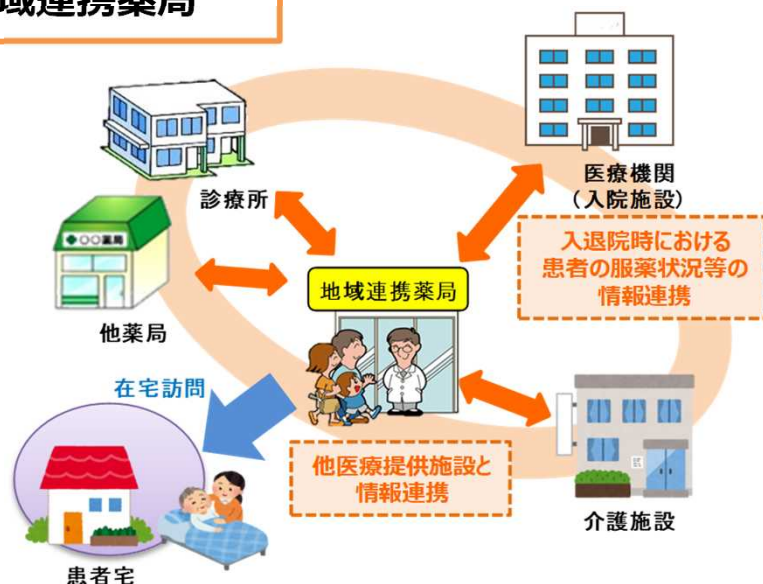 域連携薬局
診療所
医療機関
（入院施設）
入退院時における
患者の服薬状況等の
情報連携
○○薬局
他薬局
地域連携薬局
在宅訪問
他医療提供施設と
情報連携
介護施設
患者宅